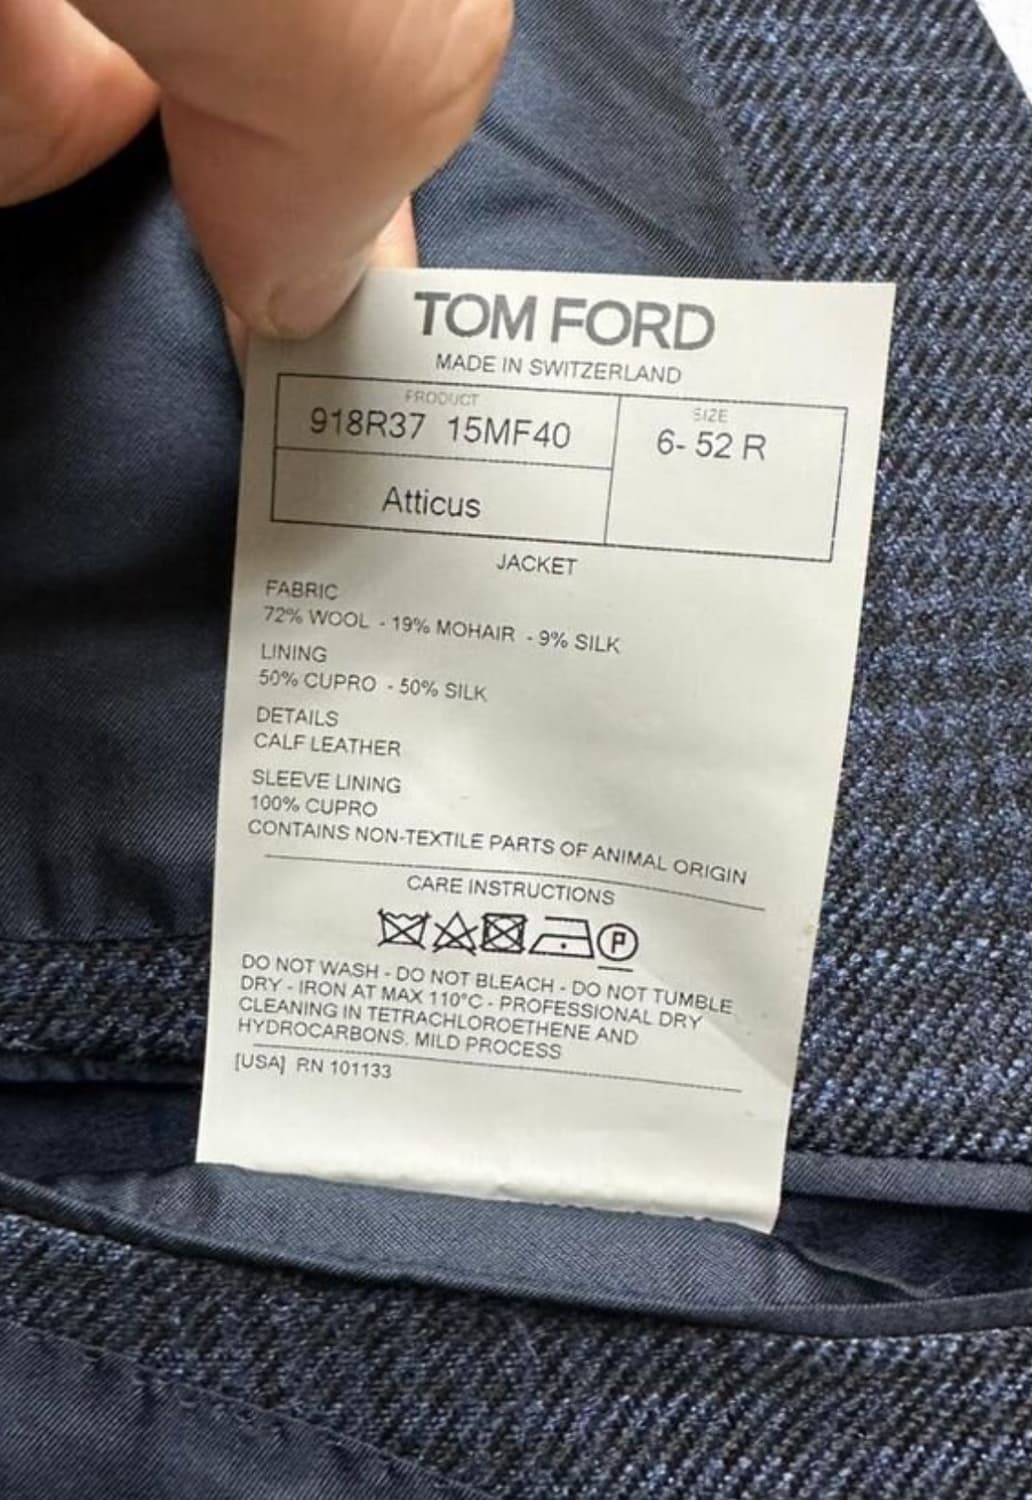 TOM FORD
MADE IN SWITZERLAND
PRODUCT
918R37 15MF40
SIZE
6- 52 R
Atticus
JACKET
FABRIC
72% WOOL - 19% MOHAIR - 9% SILK
LINING
50% CUPRO - 50% SILK
DETAILS
CALF LEATHER
SLEEVE LINING
100% CUPRO
CONTAINS NON-TEXTILE PARTS OF ANIMAL ORIGIN
CARE INSTRUCTIONS
P
DO NOT WASH - DO NOT BLEACH - DO NOT TUMBLE
DRY - IRON AT MAX 110°C - PROFESSIONAL DRY
CLEANING IN TETRACHLOROETHENE AND
HYDROCARBONS. MILD PROCESS
[USA] RN 101133